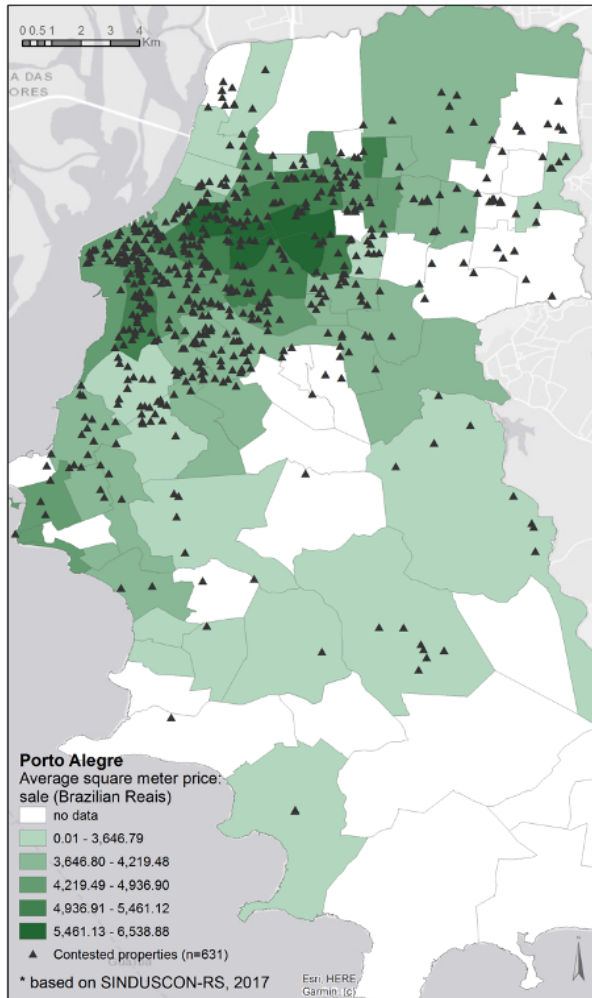 0 0.5 1 2 3 4
Km
A DAS
ORES
Porto Alegre
Average square meter price:
sale (Brazilian Reais)
no data
0.01 - 3,646.79
3,646.80 - 4,219.48
4,219.49 - 4,936.90
4,936.91 - 5,461.12
5,461.13 - 6,538.88
Contested properties (n=631)
* based on SINDUSCON-RS, 2017
Esri, HERE
Garmin, (c)